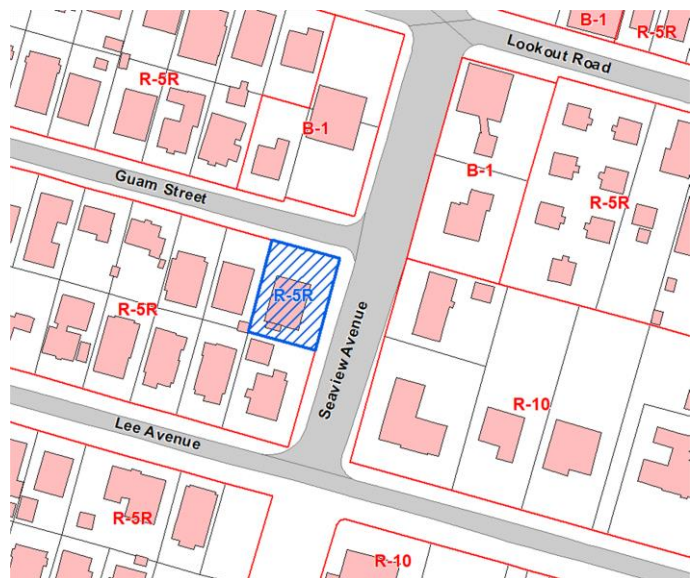 B-1
R-5R
Lookout Road
R-5R
B-1
B-1
Guam Street
R-5R
R-5R
R-5R
Seaview Avenue
R-10
Lee Avenue
R-5R
R-10